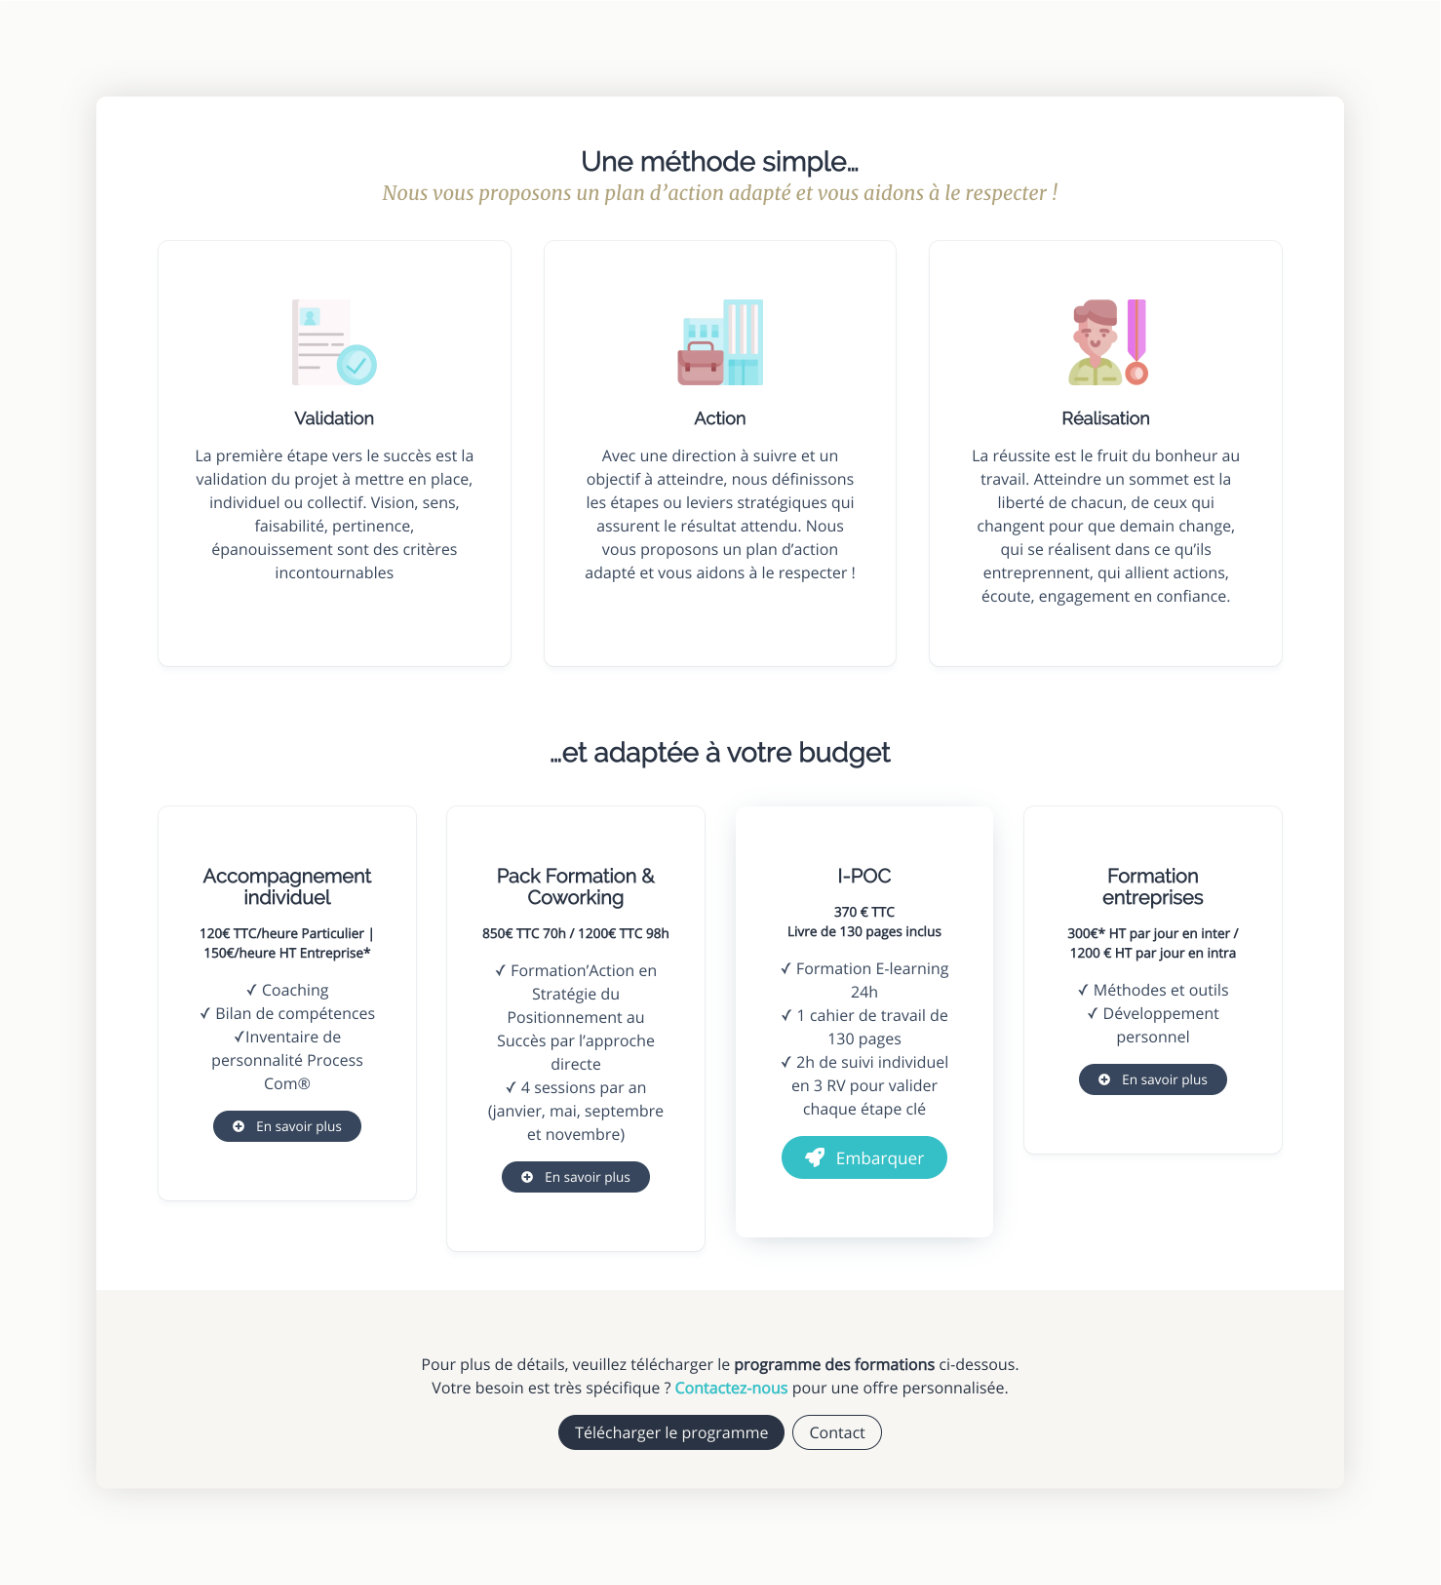 Une méthode simple…
Nous vous proposons un plan d’action adapté et vous aidons à le respecter !
Validation
La première étape vers le succès est la
validation du projet à mettre en place,
individuel ou collectif. Vision, sens,
faisabilité, pertinence,
épanouissement sont des critères
incontournables
Action
Avec une direction à suivre et un
objectif à atteindre, nous définissons
les étapes ou leviers stratégiques qui
assurent le résultat attendu. Nous
vous proposons un plan d’action
adapté et vous aidons à le respecter !
Réalisation
La réussite est le fruit du bonheur au
travail. Atteindre un sommet est la
liberté de chacun, de ceux qui
changent pour que demain change,
qui se réalisent dans ce qu’ils
entreprennent, qui allient actions,
écoute, engagement en confiance.
…et adaptée à votre budget
Accompagnement
individuel
120€ TTC/heure Particulier |
150€/heure HT Entreprise*
✓ Coaching
✓ Bilan de compétences
✓Inventaire de
personnalité Process
Com®
En savoir plus
Pack Formation &
Coworking
850€ TTC 70h / 1200€ TTC 98h
✓ Formation’Action en
Stratégie du
Positionnement au
Succès par l’approche
directe
✓ 4 sessions par an
(janvier, mai, septembre
et novembre)
En savoir plus
I-POC
370 € TTC
Livre de 130 pages inclus
✓ Formation E-learning
24h
✓ 1 cahier de travail de
130 pages
✓ 2h de suivi individuel
en 3 RV pour valider
chaque étape clé
Embarquer
Formation
entreprises
300€* HT par jour en inter /
1200 € HT par jour en intra
✓ Méthodes et outils
✓ Développement
personnel
En savoir plus
Pour plus de détails, veuillez télécharger le programme des formations ci-dessous.
Votre besoin est très spécifique ? Contactez-nous pour une offre personnalisée.
Télécharger le programme
Contact